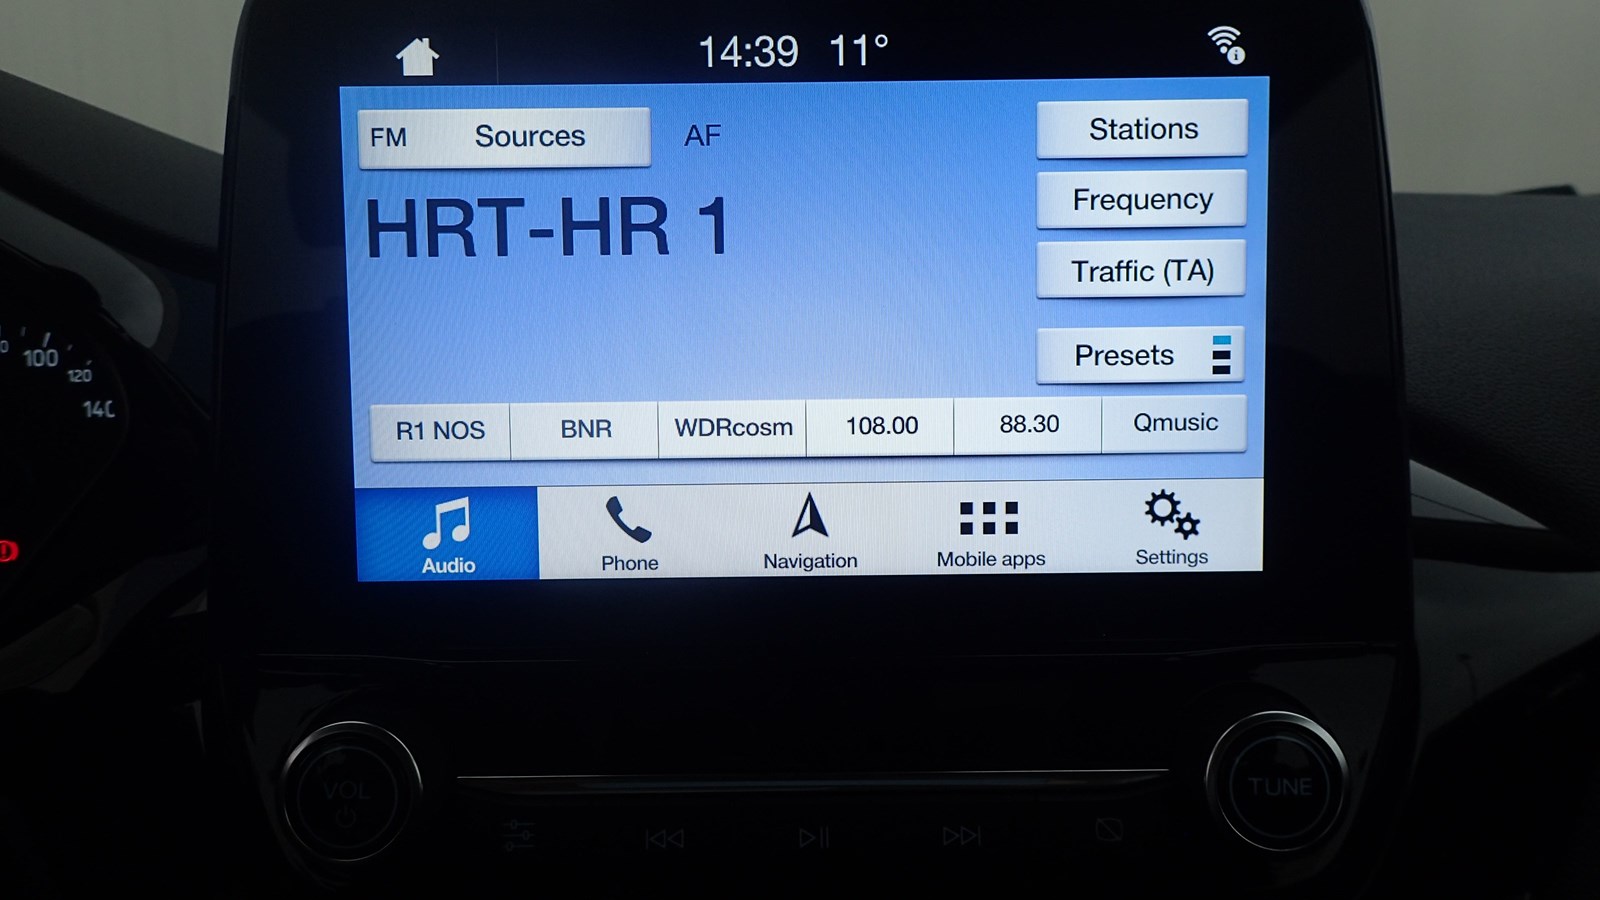 14:39 11°
FM Sources AF
Stations
HRT-HR 1
Frequency
Traffic (TA)
Presets
R1 NOS BNR WDRcosm 108.00 88.30 Qmusic
Audio Phone Navigation Mobile apps Settings
100
120
VOL
TUNE